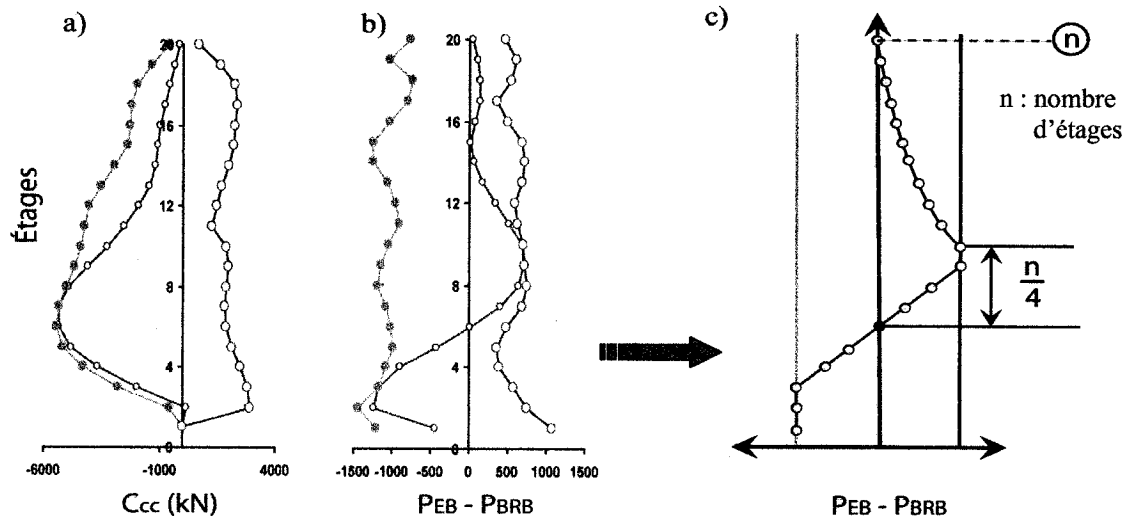 a)
b)
c)
20
16
12
8
4
0
Étages
-6000
-1000
4000
Ccc (kN)
20
16
12
8
4
0
-1500
-1000
-500
0
500
1000
1500
PEB - PBRB
n
n : nombre
d'étages
n
4
PEB - PBRB